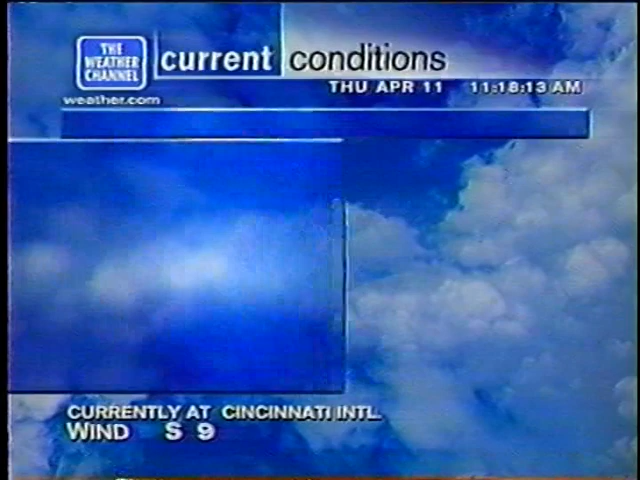 THE
WEATHER
CHANNEL
current conditions
weather.com
THU APR 11 11:18:13 AM
CURRENTLY AT CINCINNATI INTL.
WIND S 9